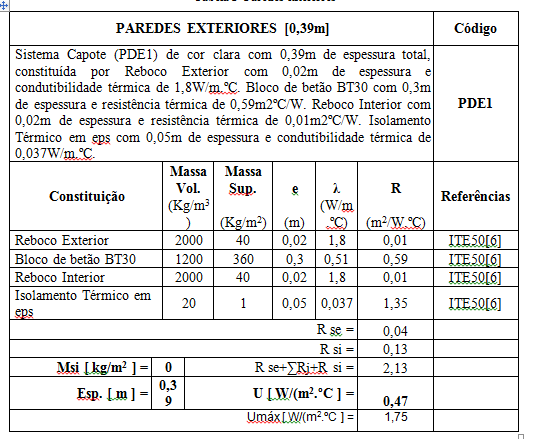 PAREDES EXTERIORES [0,39m] Código
Sistema Capote (PDE1) de cor clara com 0,39m de espessura total,
constituída por Reboco Exterior com 0,02m de espessura e
condutibilidade térmica de 1,8W/m.ºC. Bloco de betão BT30 com 0,3m
de espessura e resistência térmica de 0,59m2ºC/W. Reboco Interior com
0,02m de espessura e resistência térmica de 0,01m2ºC/W. Isolamento
Térmico em eps com 0,05m de espessura e condutibilidade térmica de
0,037W/m.ºC.
PDE1
Constituição Massa Vol. (Kg/m3) Massa Sup. (Kg/m²) e (m) λ (W/m.ºC) R (m²/W.ºC) Referências
Reboco Exterior 2000 40 0,02 1,8 0,01 ITE50[6]
Bloco de betão BT30 1200 360 0,3 0,51 0,59 ITE50[6]
Reboco Interior 2000 40 0,02 1,8 0,01 ITE50[6]
Isolamento Térmico em eps 20 1 0,05 0,037 1,35 ITE50[6]
R se = 0,04
R si = 0,13
Msi [kg/m²] = 0 R se+∑Rj+R si = 2,13
Esp. [m] = 0,39 U [W/(m².ºC] = 0,47
Umáx[W/(m².ºC] = 1,75